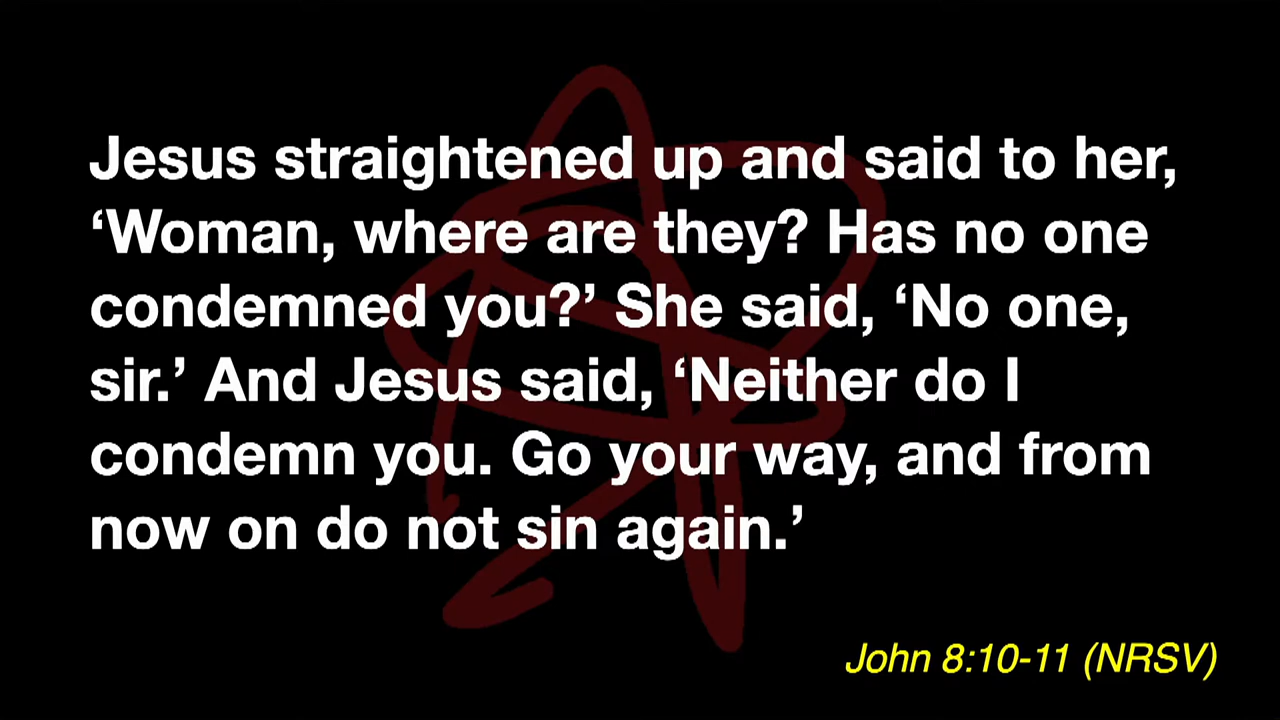 Jesus straightened up and said to her,
‘Woman, where are they? Has no one
condemned you?’ She said, ‘No one,
sir.’ And Jesus said, ‘Neither do I
condemn you. Go your way, and from
now on do not sin again.’
John 8:10-11 (NRSV)